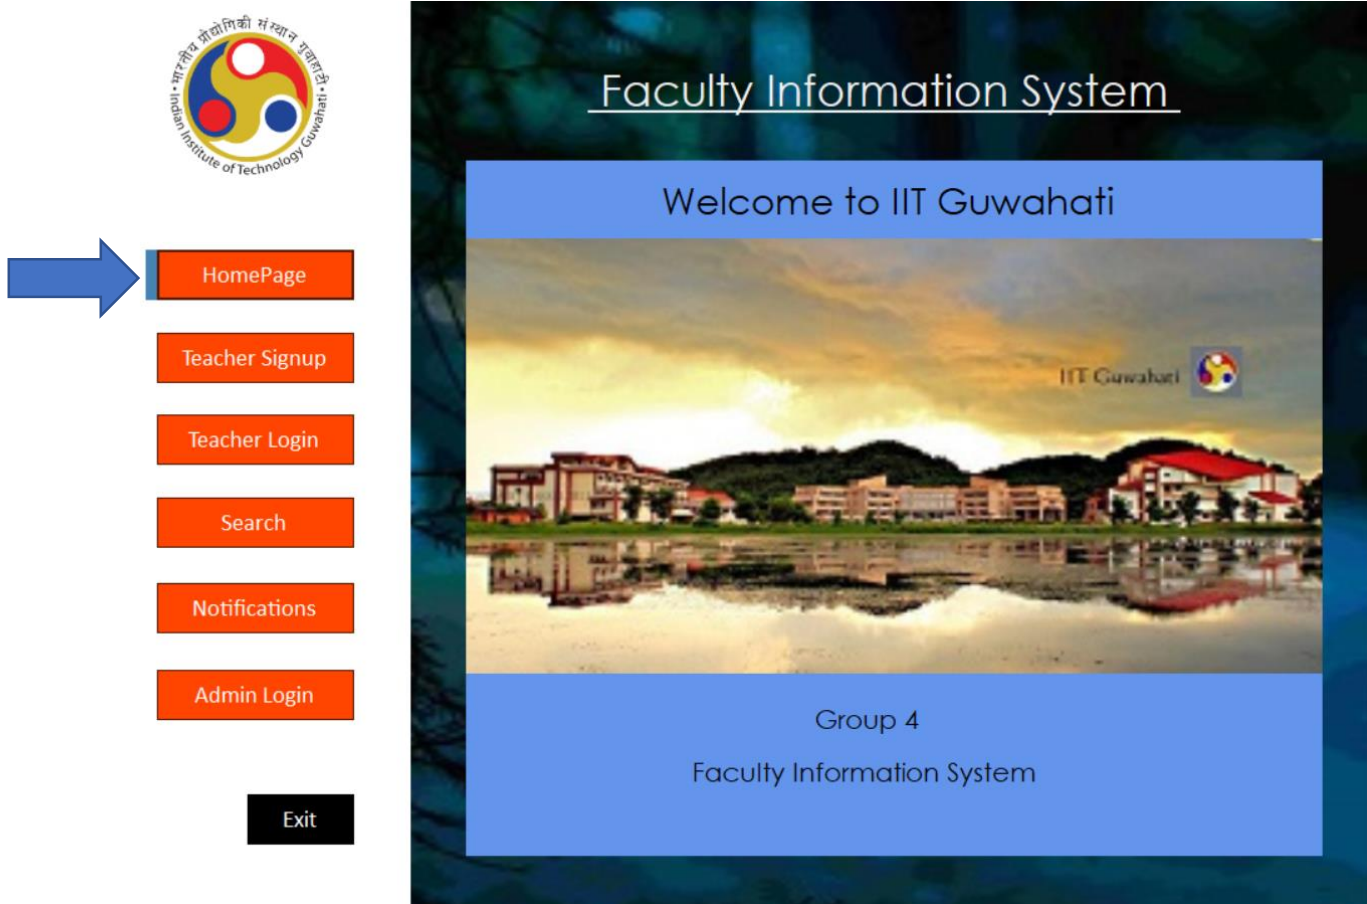 भारतीय प्रौद्योगिकी संस्थान गुवाहाटी
Indian Institute of Technology Guwahati
HomePage
Teacher Signup
Teacher Login
Search
Notifications
Admin Login
Exit
Faculty Information System
Welcome to IIT Guwahati
IIT Guwahati
Group 4
Faculty Information System